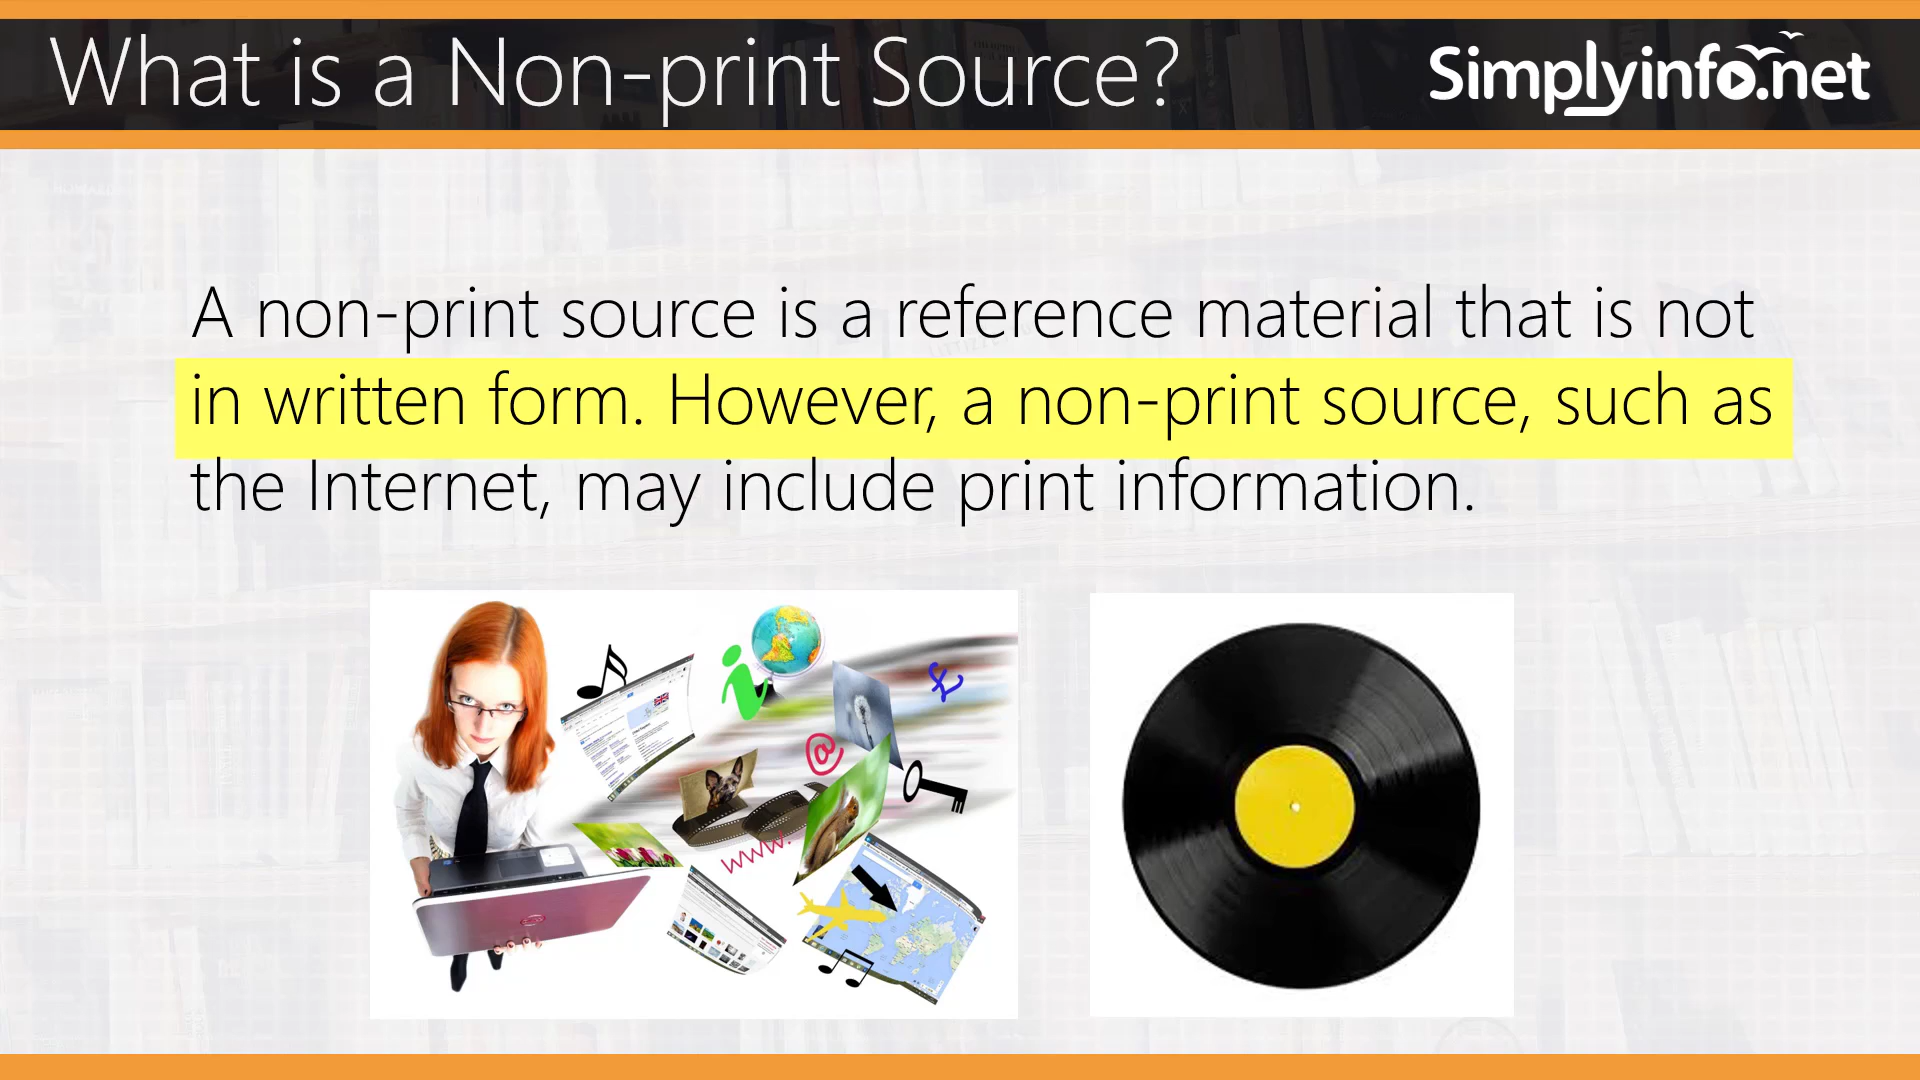 What is a Non-print Source?
Simplyinfo.net
A non-print source is a reference material that is not
in written form. However, a non-print source, such as
the Internet, may include print information.
i
£
@
www.